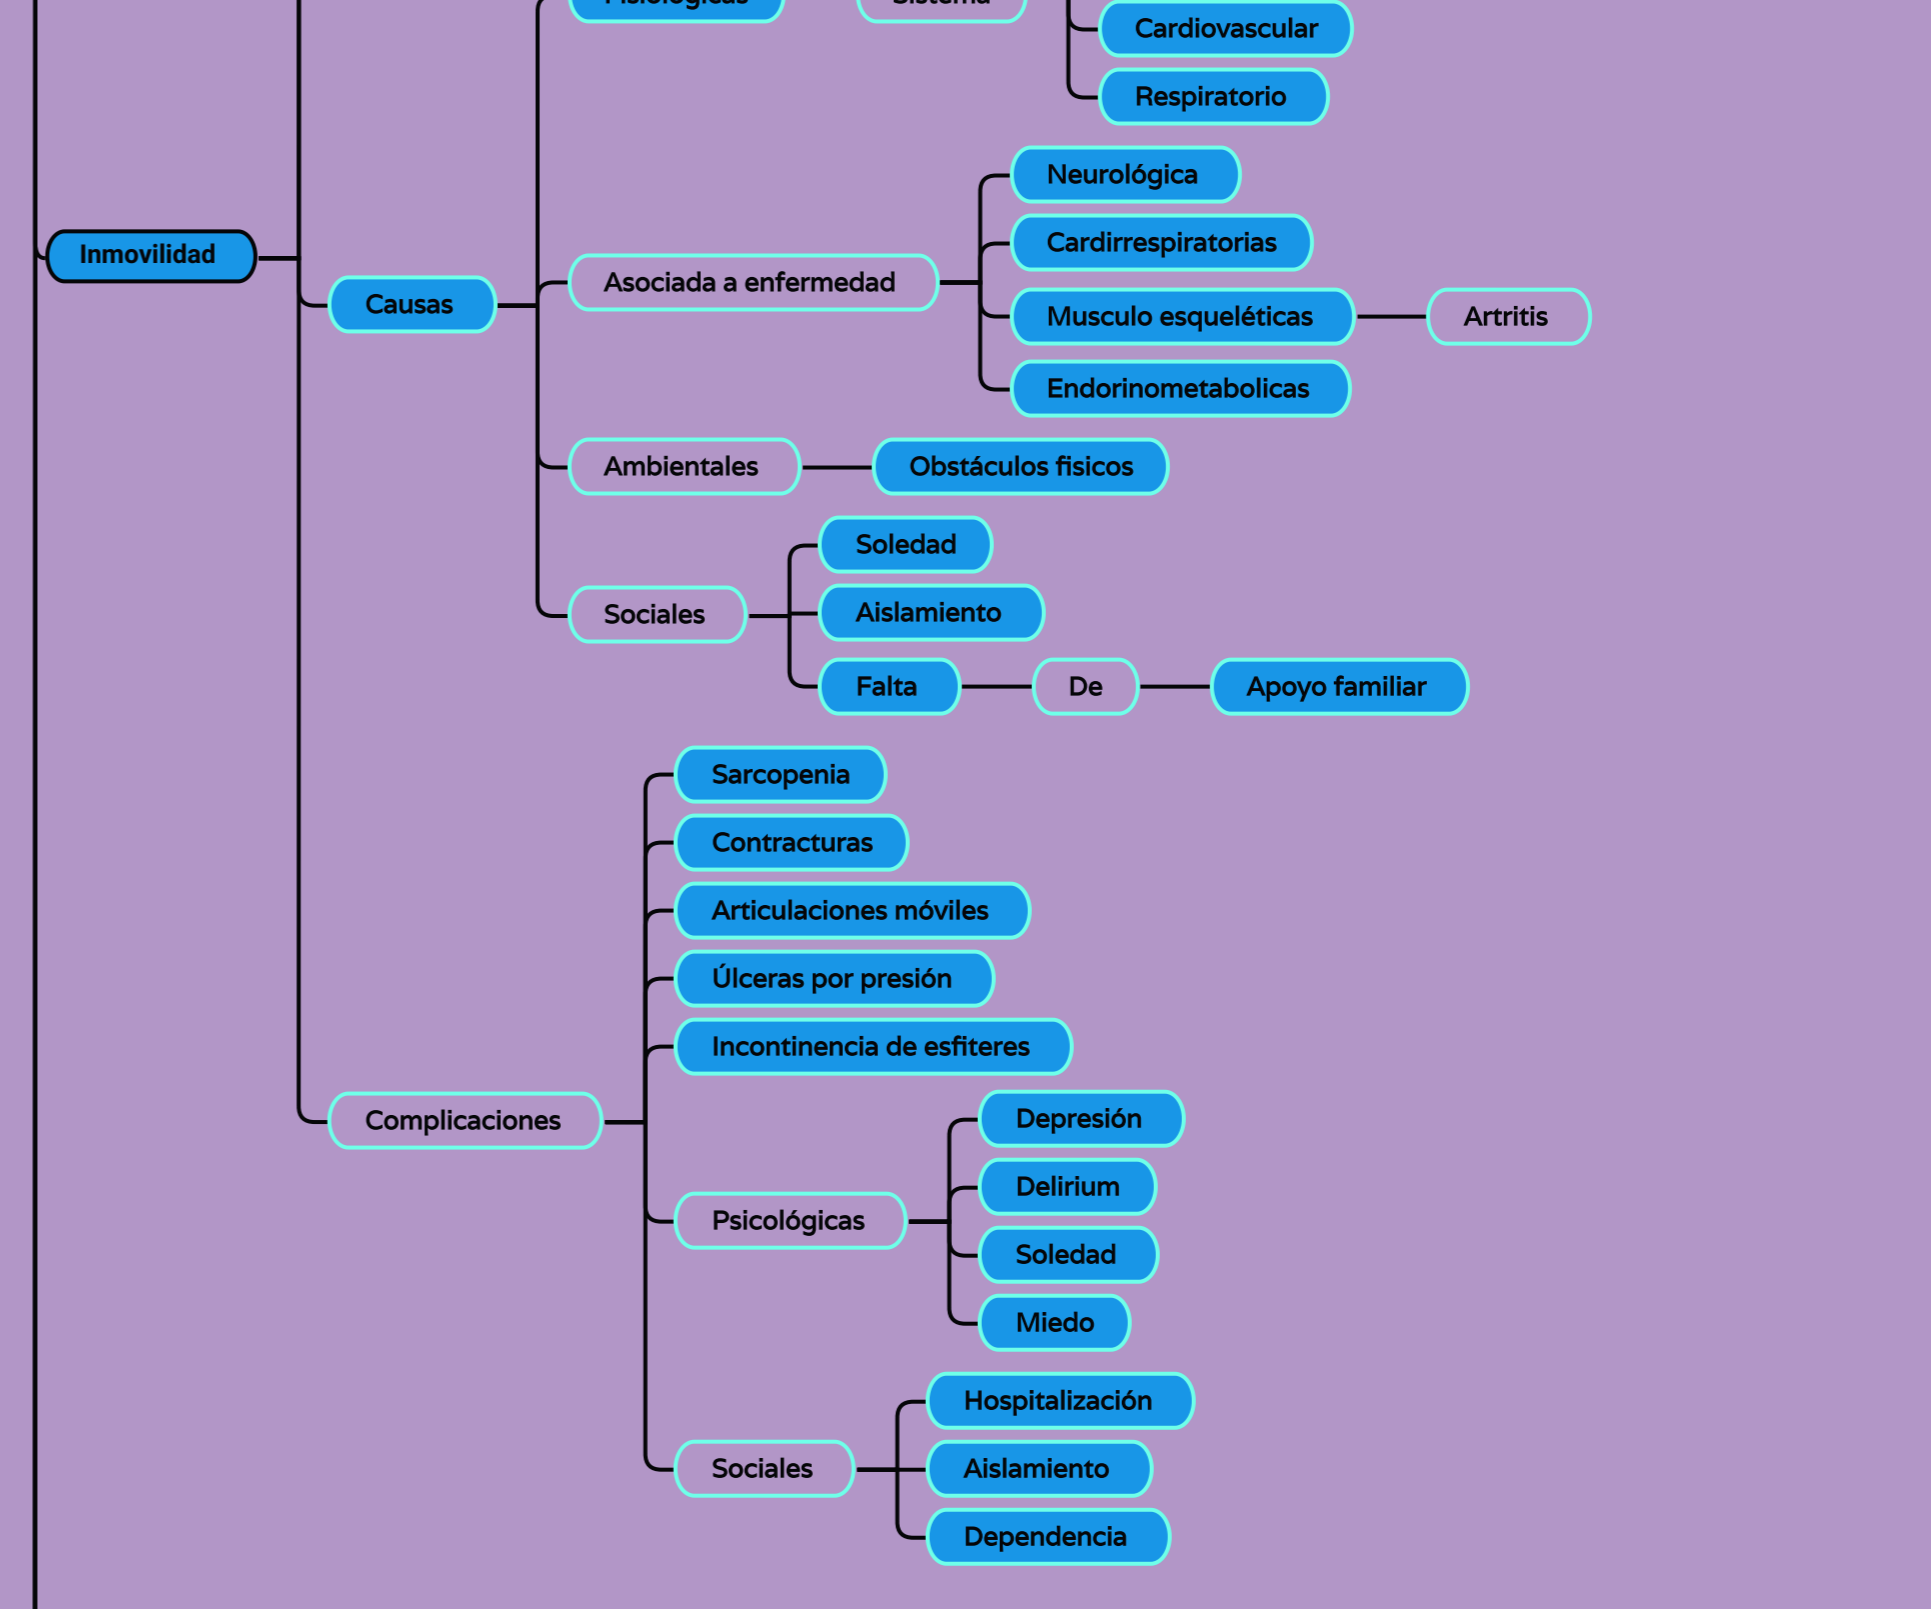 Fisiológicas
Sistema
Cardiovascular
Respiratorio
Neurológica
Cardirrespiratorias
Inmovilidad
Asociada a enfermedad
Causas
Musculo esqueléticas
Artritis
Endorinometabolicas
Ambientales
Obstáculos fisicos
Soledad
Sociales
Aislamiento
Falta
De
Apoyo familiar
Sarcopenia
Contracturas
Articulaciones móviles
Úlceras por presión
Incontinencia de esfiteres
Complicaciones
Depresión
Delirium
Psicológicas
Soledad
Miedo
Hospitalización
Sociales
Aislamiento
Dependencia